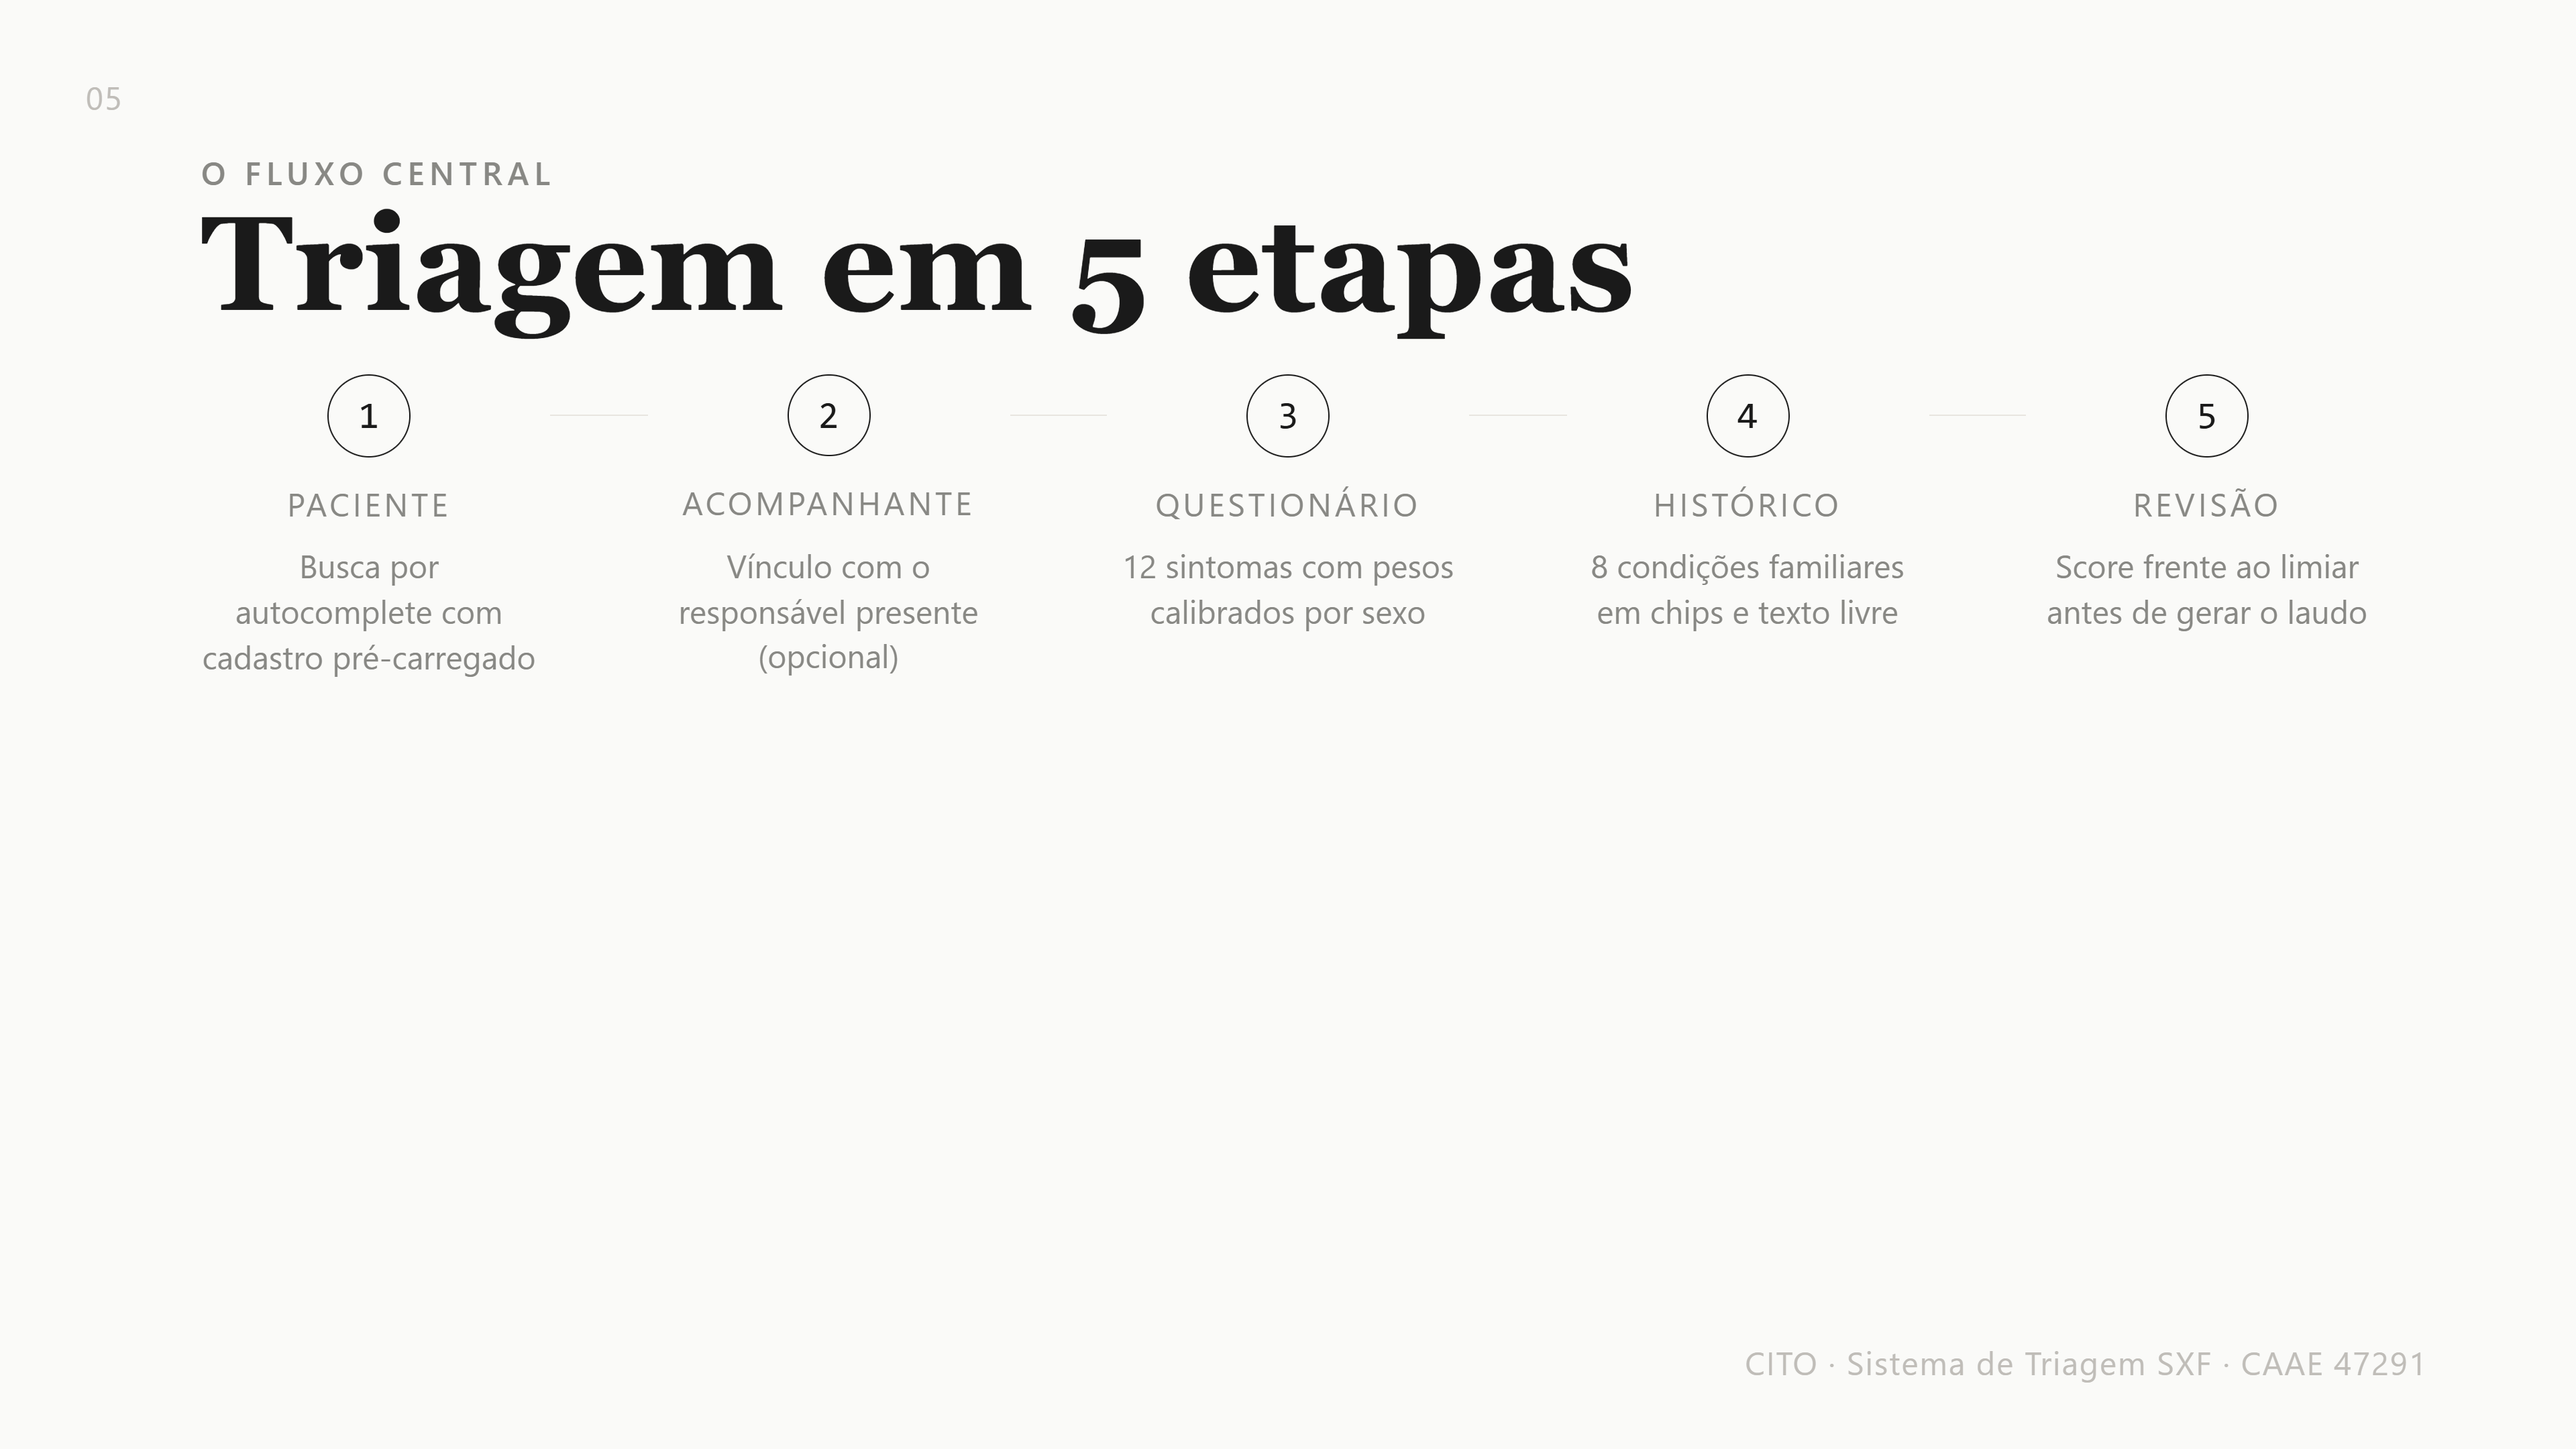 05
O FLUXO CENTRAL
Triagem em 5 etapas
1
PACIENTE
Busca por
autocomplete com
cadastro pré-carregado
2
ACOMPANHANTE
Vínculo com o
responsável presente
(opcional)
3
QUESTIONÁRIO
12 sintomas com pesos
calibrados por sexo
4
HISTÓRICO
8 condições familiares
em chips e texto livre
5
REVISÃO
Score frente ao limiar
antes de gerar o laudo
CITO · Sistema de Triagem SXF · CAAE 47291